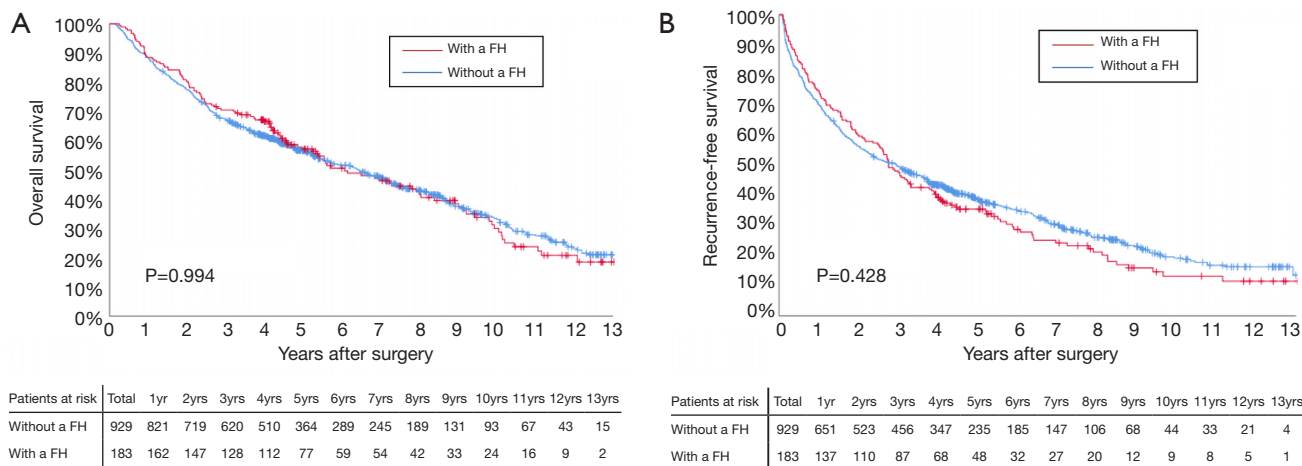 A
100%
90%
80%
70%
60%
50%
40%
30%
20%
10%
0%
Overall survival
With a FH
Without a FH
P=0.994
0 1 2 3 4 5 6 7 8 9 10 11 12 13
Years after surgery
Patients at risk Total 1yr 2yrs 3yrs 4yrs 5yrs 6yrs 7yrs 8yrs 9yrs 10yrs 11yrs 12yrs 13yrs
Without a FH 929 821 719 620 510 364 289 245 189 131 93 67 43 15
With a FH 183 162 147 128 112 77 59 54 42 33 24 16 9 2
B
100%
90%
80%
70%
60%
50%
40%
30%
20%
10%
0%
Recurrence-free survival
With a FH
Without a FH
P=0.428
0 1 2 3 4 5 6 7 8 9 10 11 12 13
Years after surgery
Patients at risk Total 1yr 2yrs 3yrs 4yrs 5yrs 6yrs 7yrs 8yrs 9yrs 10yrs 11yrs 12yrs 13yrs
Without a FH 929 651 523 456 347 235 185 147 106 68 44 33 21 4
With a FH 183 137 110 87 68 48 32 27 20 12 9 8 5 1